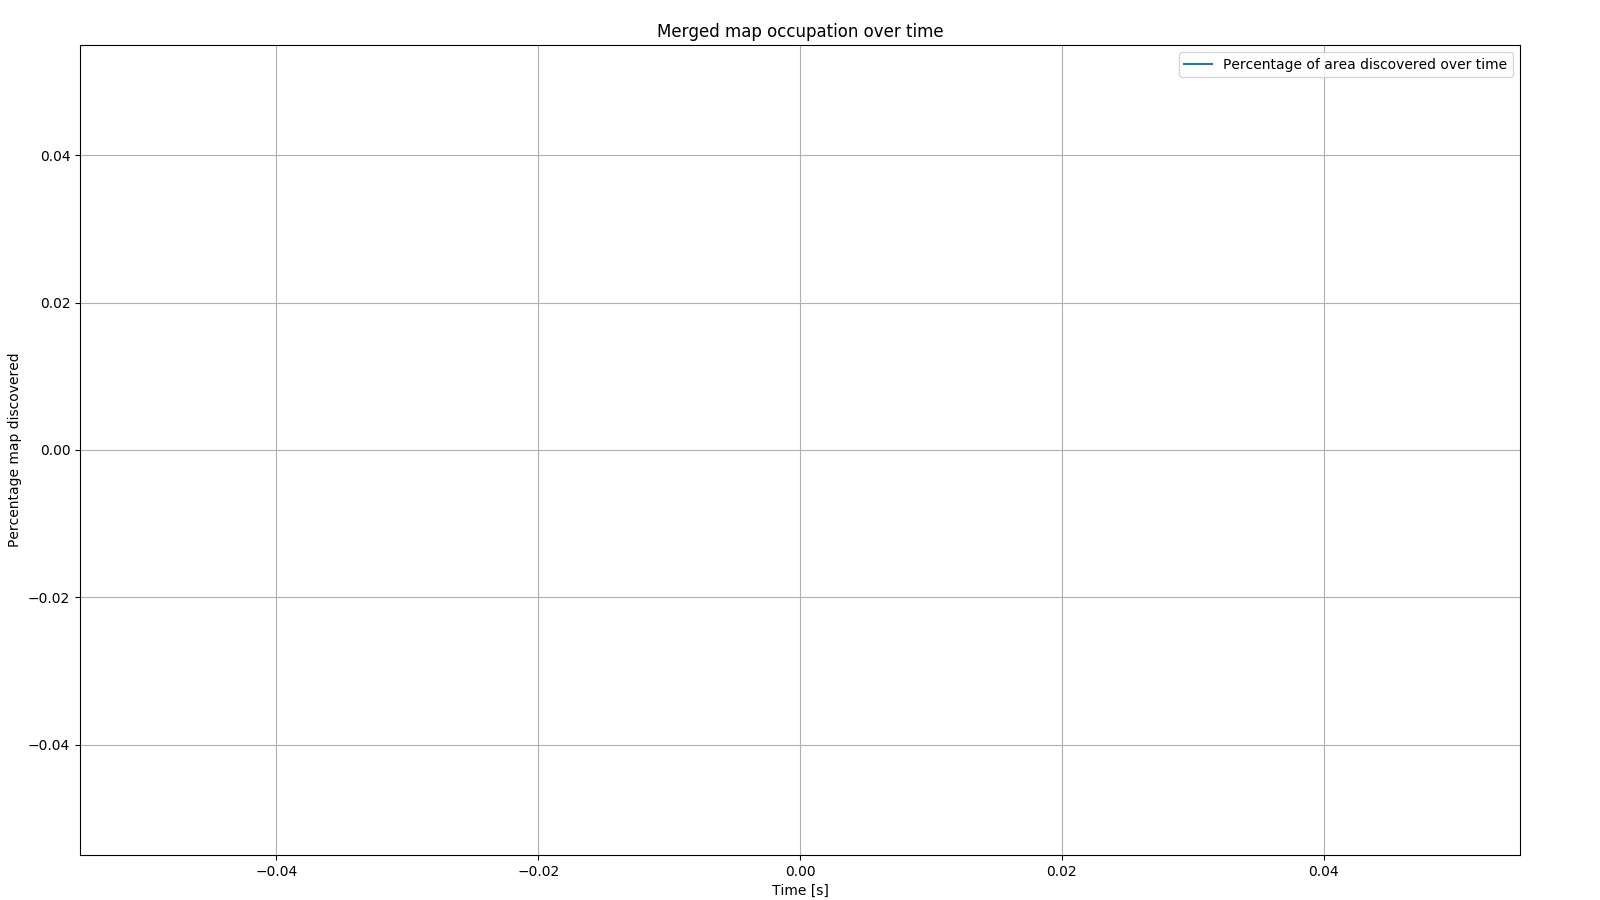 Merged map occupation over time
Percentage of area discovered over time
Percentage map discovered
0.04
0.02
0.00
−0.02
−0.04
−0.04
−0.02
0.00
0.02
0.04
Time [s]